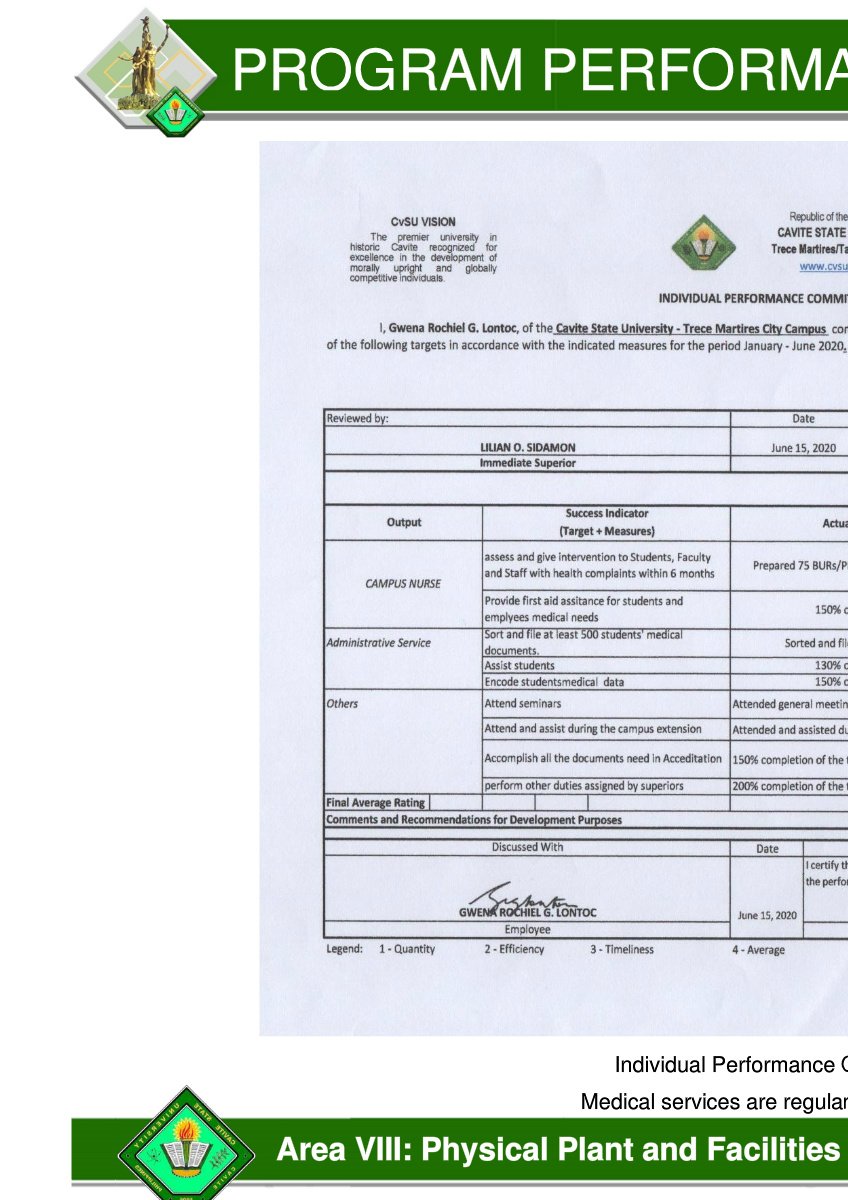 PROGRAM PERFORMA
CvSU VISION
The premier university in
historic Cavite recognized for
excellence in the development of
morally upright and globally
competitive individuals.
Republic of the
CAVITE STATE
Trece Martires/Ta
www.cvsu
INDIVIDUAL PERFORMANCE COMMI
I, Gwena Rochiel G. Lontoc, of the Cavite State University - Trece Martires City Campus com
of the following targets in accordance with the indicated measures for the period January - June 2020,
Reviewed by: Date
LILIAN O. SIDAMON June 15, 2020
Immediate Superior
Output Success Indicator (Target + Measures) Actua
CAMPUS NURSE
assess and give intervention to Students, Faculty
and Staff with health complaints within 6 months
Prepared 75 BURs/P
Provide first aid assitance for students and
emplyees medical needs
150% c
Administrative Service
Sort and file at least 500 students' medical
documents.
Sorted and file
Assist students 130% c
Encode studentsmedical data 150% c
Others Attend seminars Attended general meetin
Attend and assist during the campus extension Attended and assisted du
Accomplish all the documents need in Acceditation 150% completion of the t
perform other duties assigned by superiors 200% completion of the t
Final Average Rating
Comments and Recommendations for Development Purposes
Discussed With Date
I certify th
the perfor
GWENA ROCHIEL G. LONTOC June 15, 2020
Employee
Legend: 1 - Quantity 2 - Efficiency 3 - Timeliness 4 - Average
Individual Performance C
Medical services are regular
Area VIII: Physical Plant and Facilities